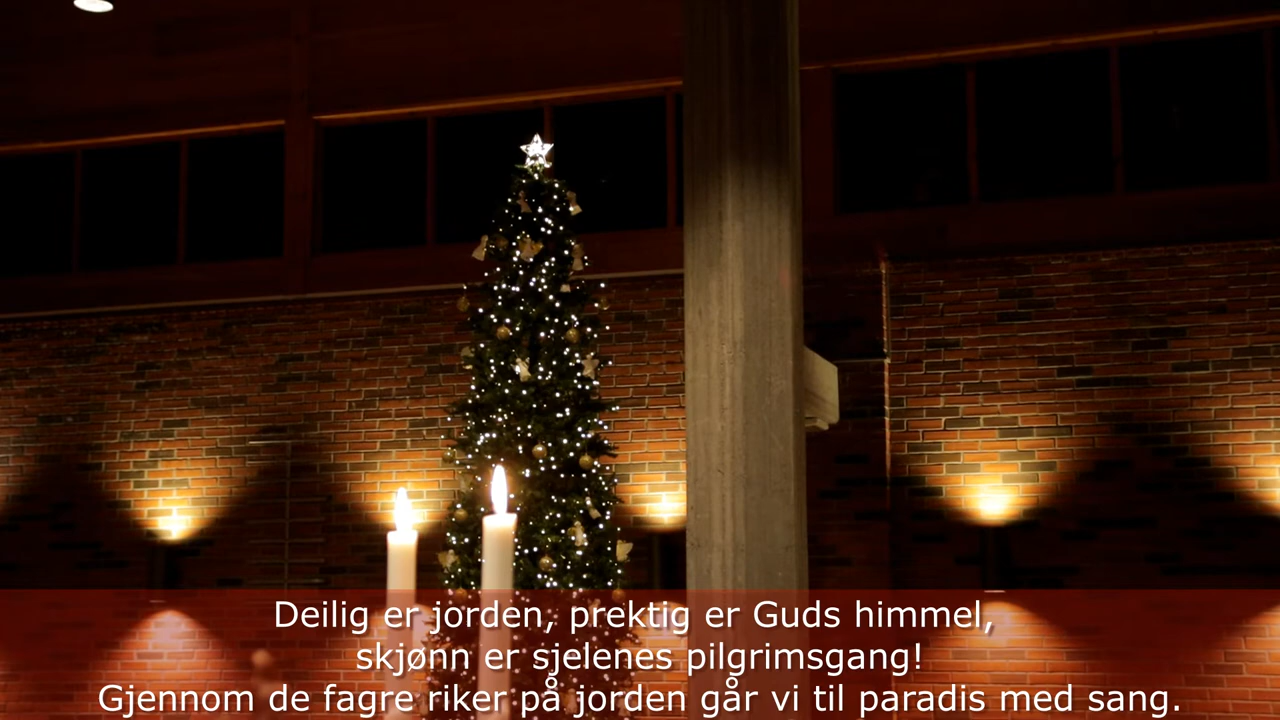 Deilig er jorden, prektig er Guds himmel,
skjønn er sjelenes pilgrimsgang!
Gjennom de fagre riker på jorden går vi til paradis med sang.